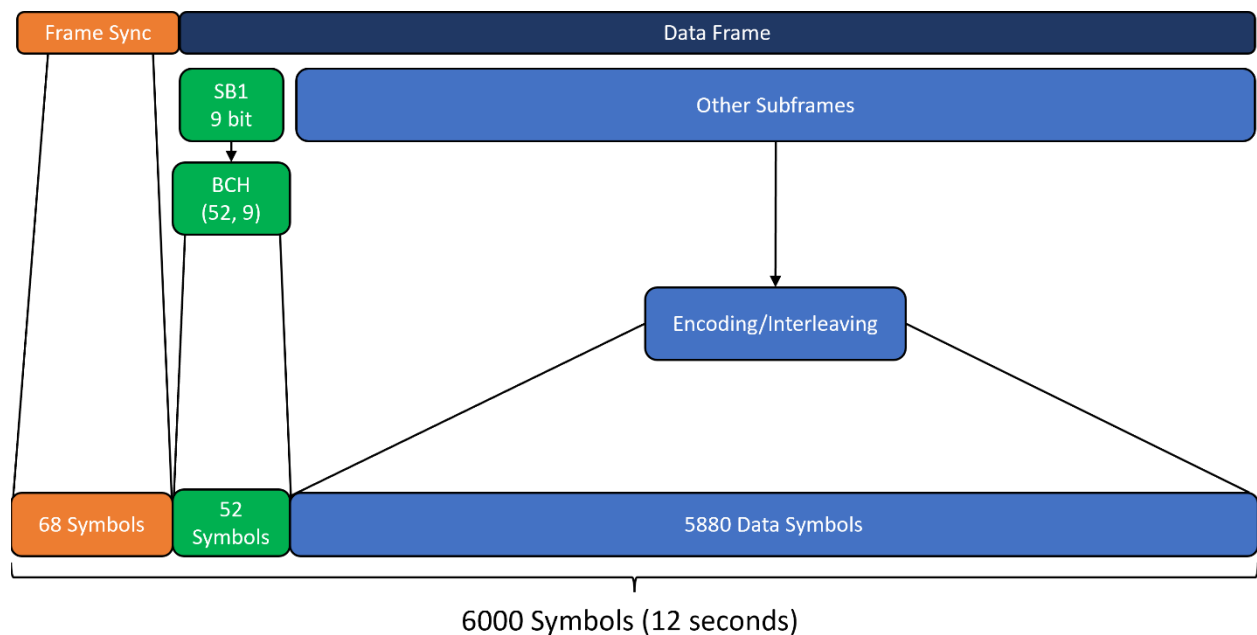 Frame Sync
Data Frame
SB1
9 bit
Other Subframes
BCH
(52, 9)
Encoding/Interleaving
68 Symbols
52
Symbols
5880 Data Symbols
6000 Symbols (12 seconds)